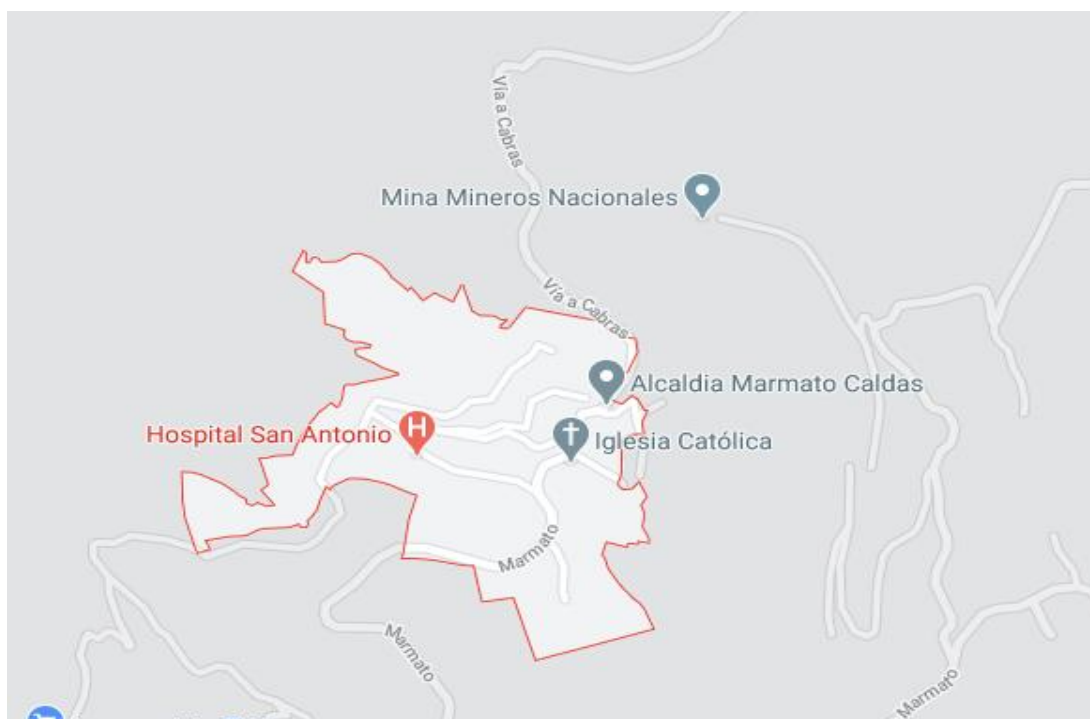 Vía a Cabras
Mina Mineros Nacionales
Vía a Cabras
Alcaldia Marmato Caldas
Hospital San Antonio
H
Iglesia Católica
Marmato
Marmato
Marmato